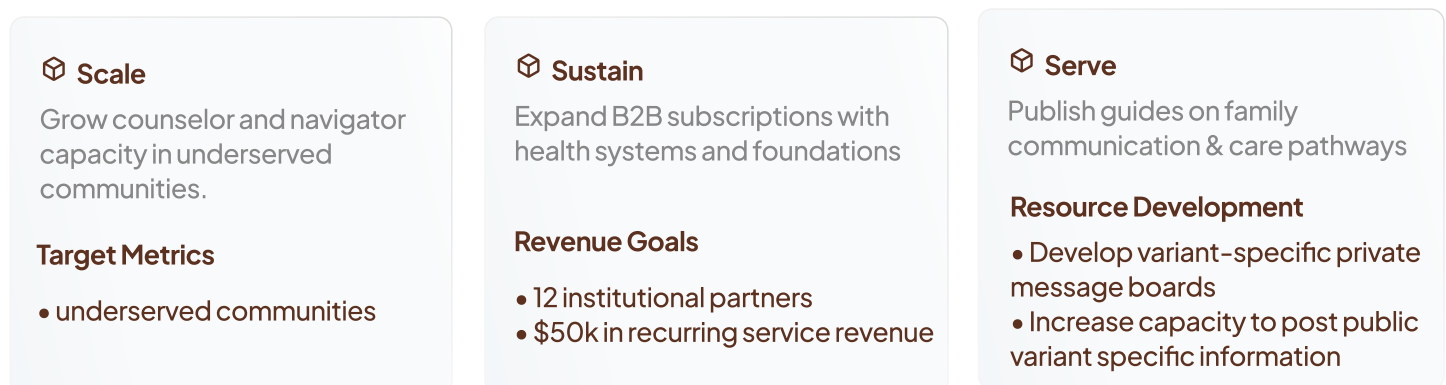 Scale
Grow counselor and navigator
capacity in underserved
communities.
Target Metrics
• underserved communities
Sustain
Expand B2B subscriptions with
health systems and foundations
Revenue Goals
• 12 institutional partners
• $50k in recurring service revenue
Serve
Publish guides on family
communication & care pathways
Resource Development
• Develop variant-specific private
message boards
• Increase capacity to post public
variant specific information